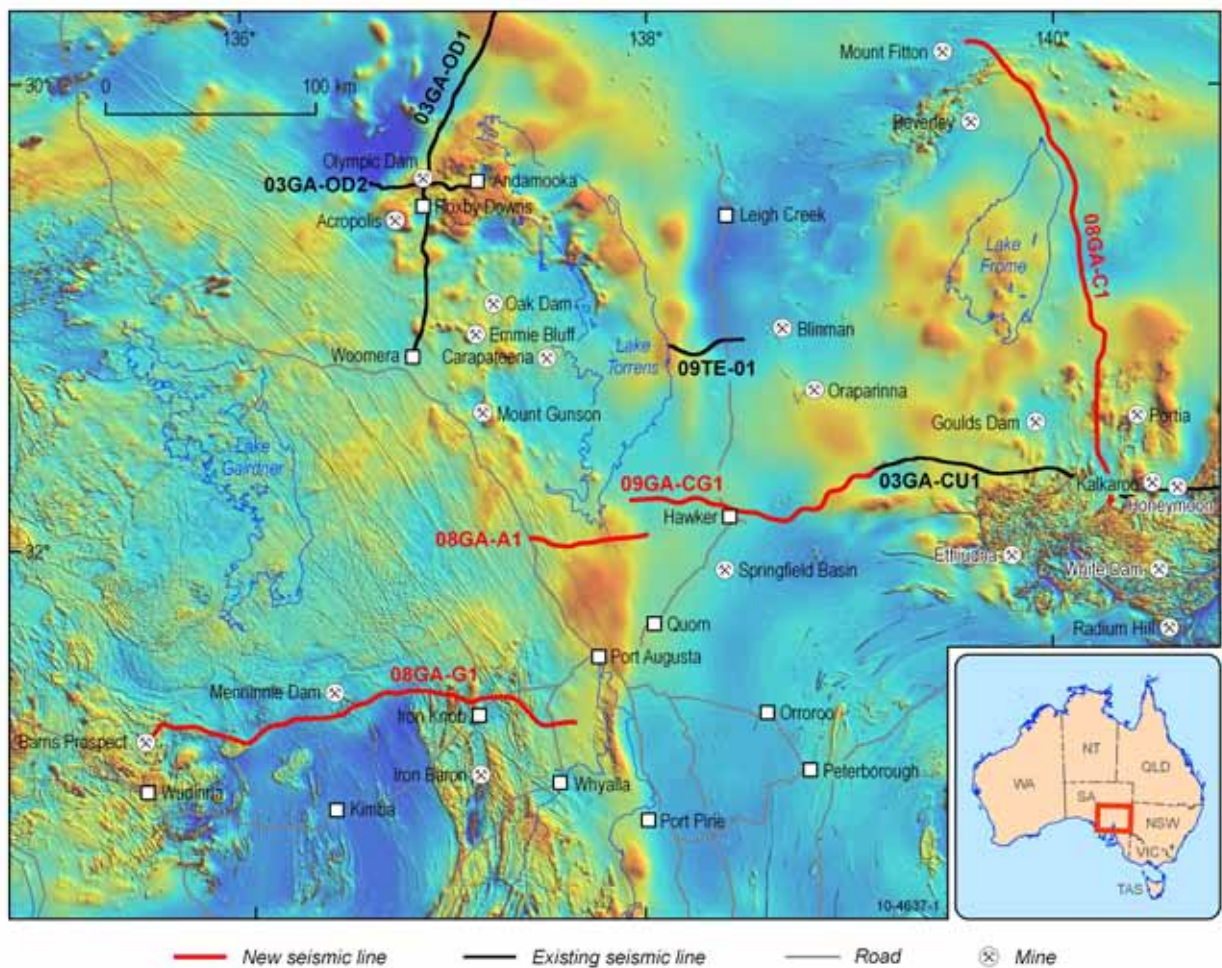 136°
138°
140°
Mount Fitton
30°
0
100 km
03GA-OD1
Beverley
Olympic Dam
03GA-OD2
Andamooka
Roxby Downs
Acropolis
Leigh Creek
Lake
Frome
08GA-C1
Oak Dam
Emmie Bluff
Blinman
Woomera
Carapateena
Lake
Torrens
09TE-01
Oraparinna
Mount Gunson
Goulds Dam
Portia
Lake
Gairdner
09GA-CG1
03GA-CU1
Kalkaroo
Honeymoon
Hawker
08GA-A1
32°
Ethiudna
White Dam
Springfield Basin
Quorn
Radium Hill
Port Augusta
08GA-G1
Menninnie Dam
Iron Knob
Orroroo
Barns Prospect
Iron Baron
Peterborough
Whyalla
Wudinna
Kimba
Port Pirie
WA
NT
QLD
SA
NSW
VIC
TAS
10-4637-1
New seismic line
Existing seismic line
Road
Mine